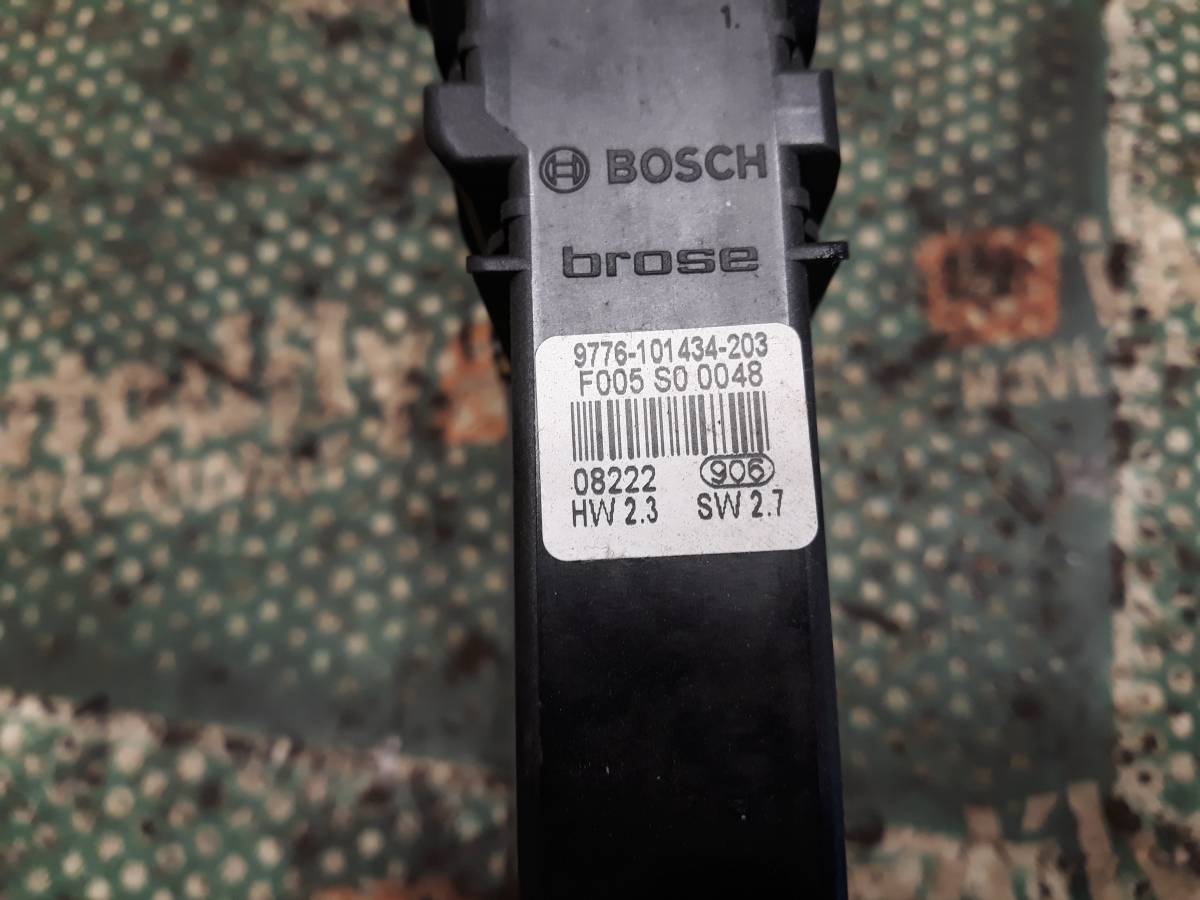 1.
BOSCH
brose
9776-101434-203
F005 S0 0048
08222 906
HW 2.3 SW 2.7